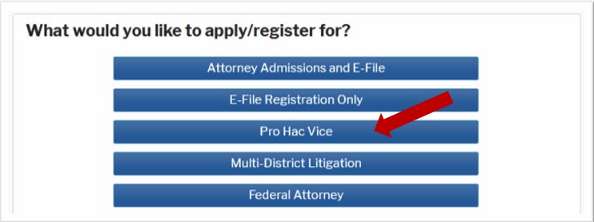 What would you like to apply/register for?
Attorney Admissions and E-File
E-File Registration Only
Pro Hac Vice
Multi-District Litigation
Federal Attorney